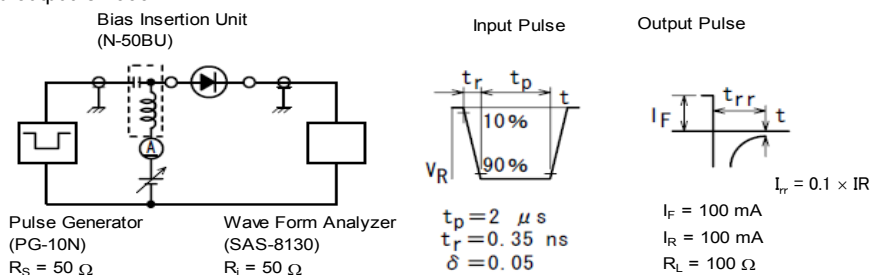 Bias Insertion Unit
(N-50BU)
Input Pulse
Output Pulse
A
Pulse Generator
(PG-10N)
R_S = 50 Ω
Wave Form Analyzer
(SAS-8130)
R_i = 50 Ω
t_r t_p
t
10%
90%
V_R
t_p=2 μs
t_r=0.35 ns
δ=0.05
I_F
t_rr
t
I_rr = 0.1 × IR
I_F = 100 mA
I_R = 100 mA
R_L = 100 Ω